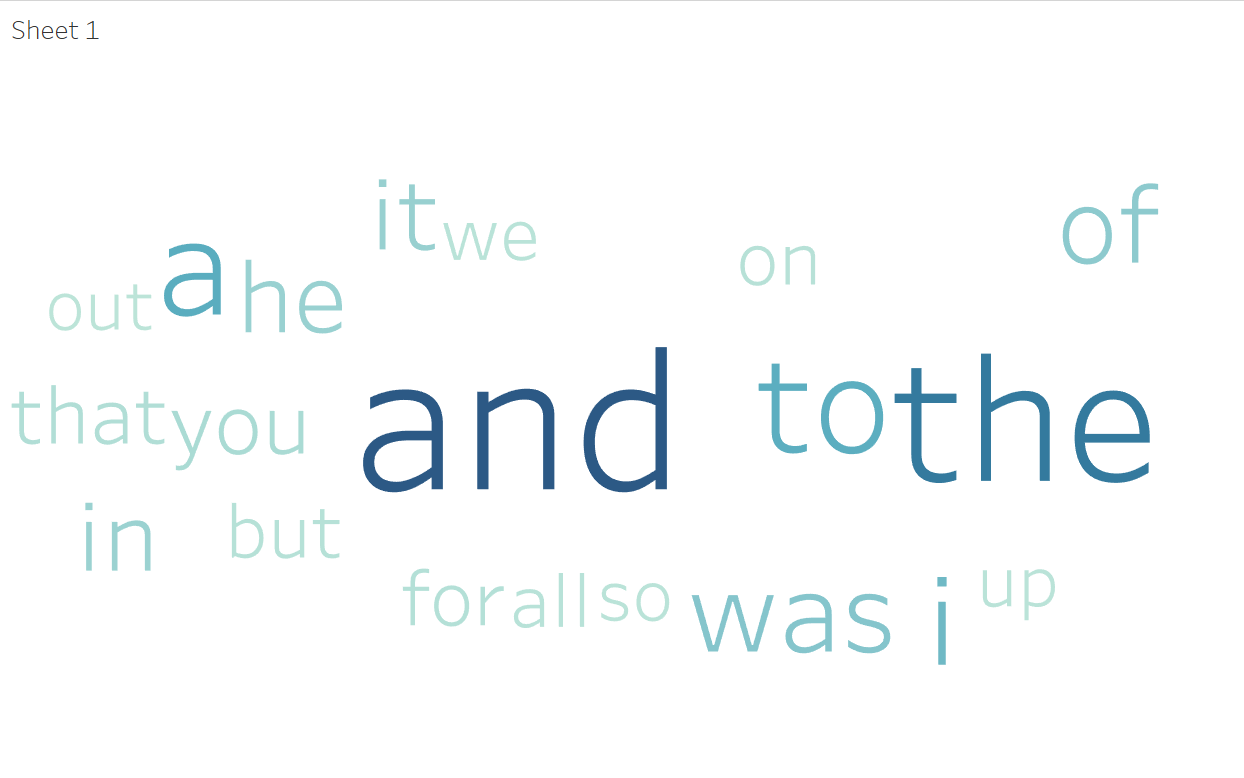 Sheet 1
it we on of
out a he
that you and to the
in but
for all so was i up